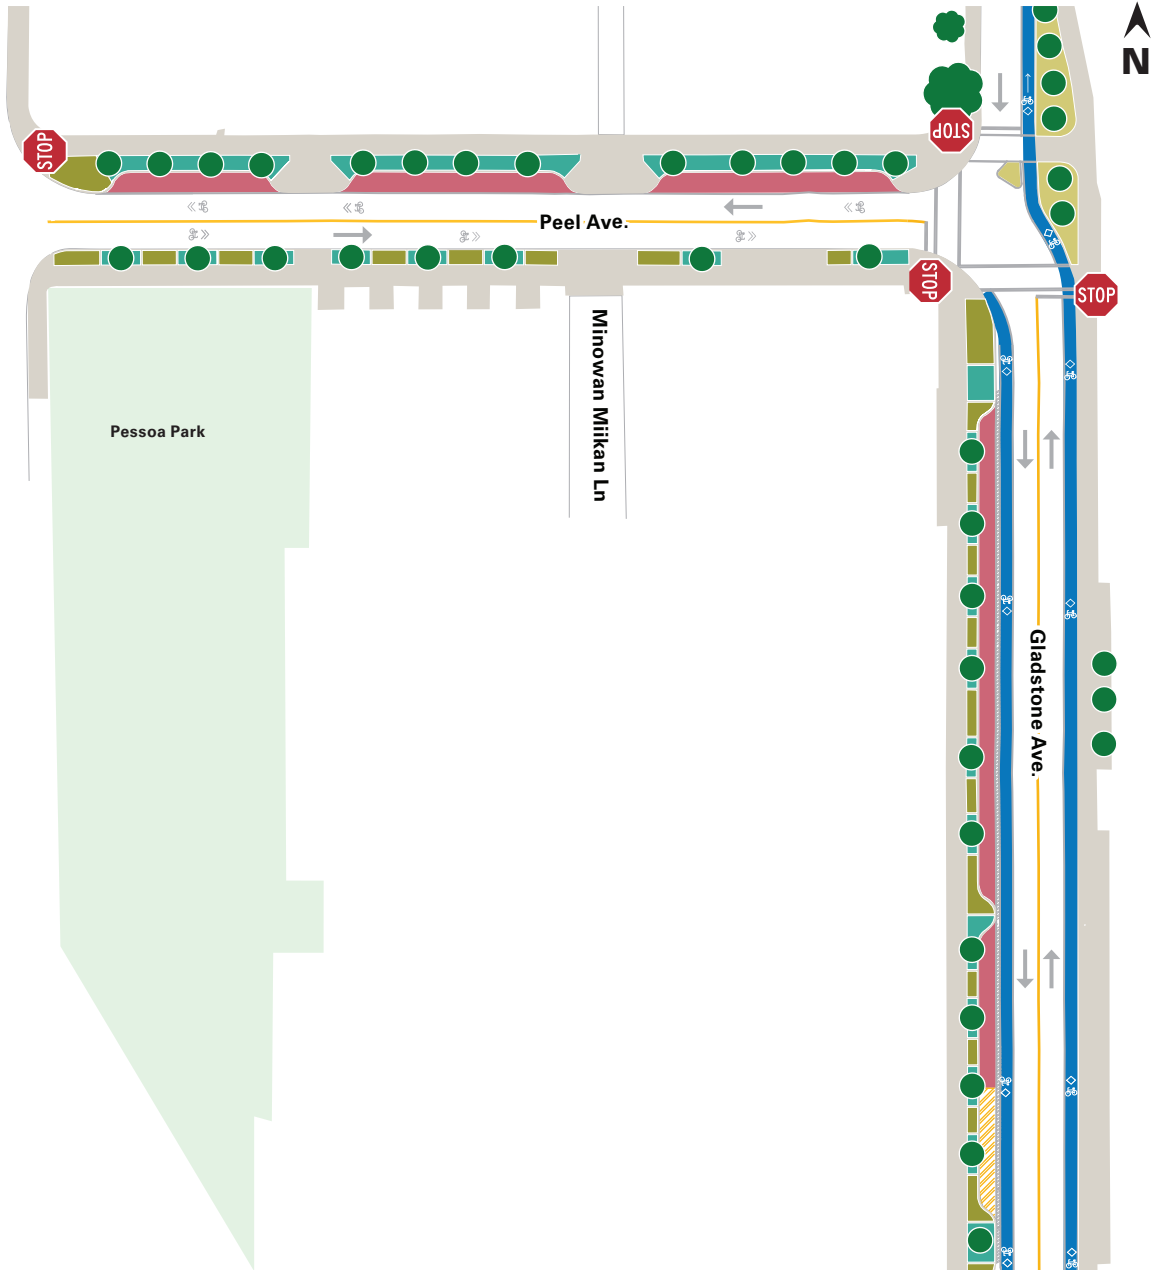 N
STOP
STOP
Peel Ave.
STOP
STOP
Minowan Miikan Ln
Pessoa Park
Gladstone Ave.